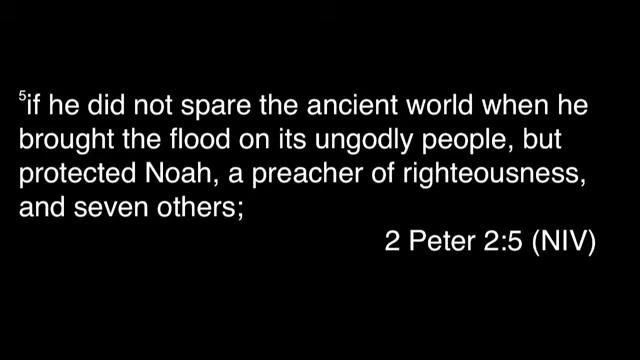 ⁵if he did not spare the ancient world when he
brought the flood on its ungodly people, but
protected Noah, a preacher of righteousness,
and seven others;
2 Peter 2:5 (NIV)